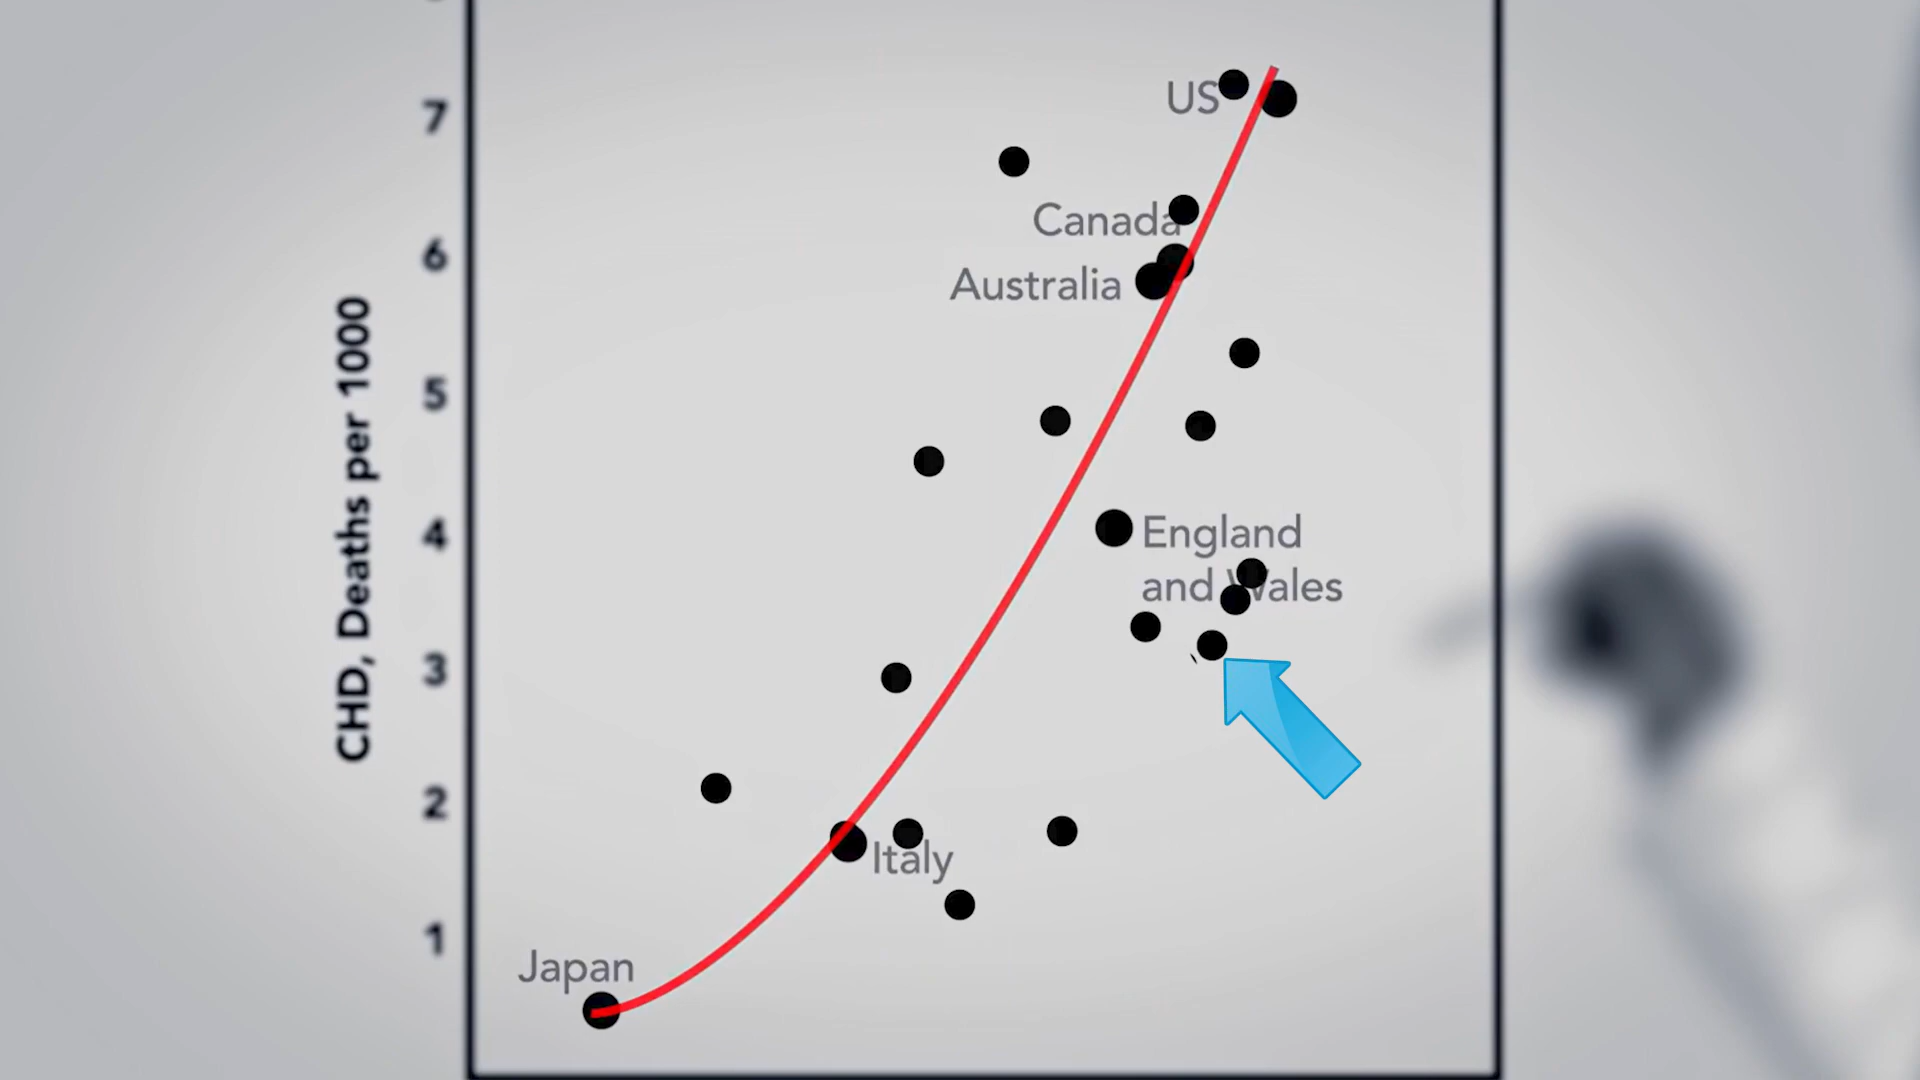 7
6
5
4
3
2
1
CHD, Deaths per 1000
US
Canada
Australia
England
and Wales
Italy
Japan